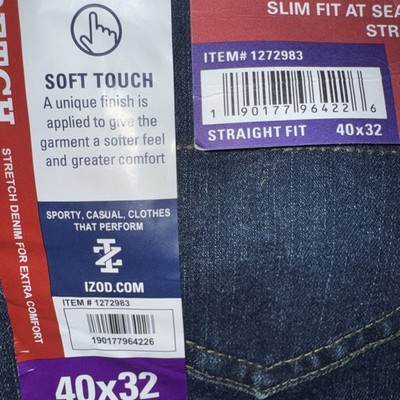 SOFT TOUCH
A unique finish is
applied to give the
garment a softer feel
and greater comfort
STRETCH DENIM FOR EXTRA COMFORT
SPORTY, CASUAL, CLOTHES
THAT PERFORM
IZOD.COM
ITEM # 1272983
190177964226
40x32
SLIM FIT AT
ITEM# 1272983
1 90177 96422 6
STRAIGHT FIT 40x32